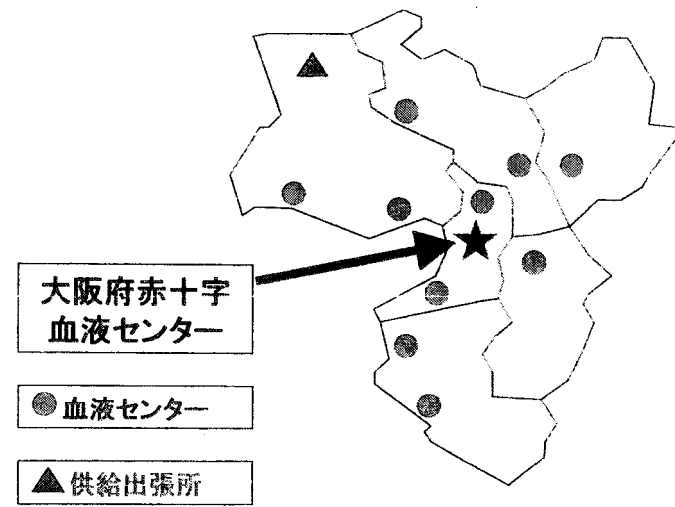 大阪府赤十字
血液センター
血液センター
供給出張所